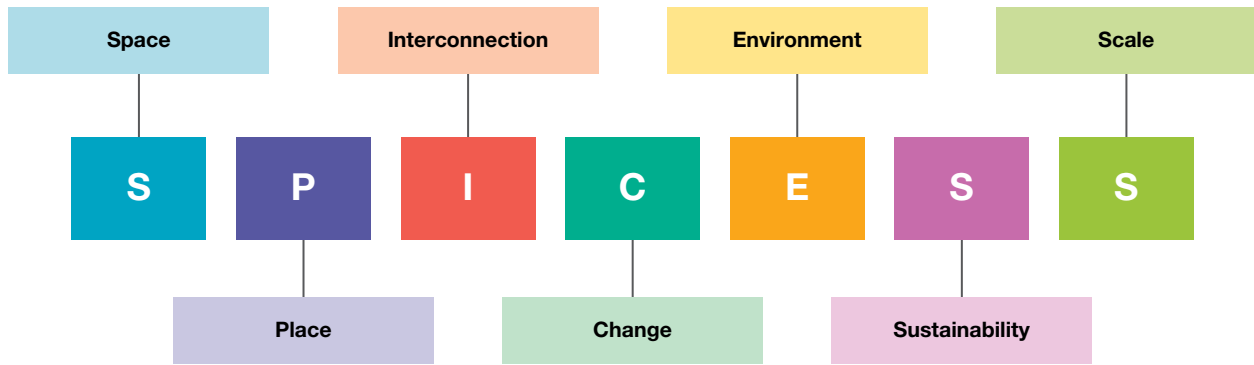 Space
Interconnection
Environment
Scale
S
P
I
C
E
S
S
Place
Change
Sustainability